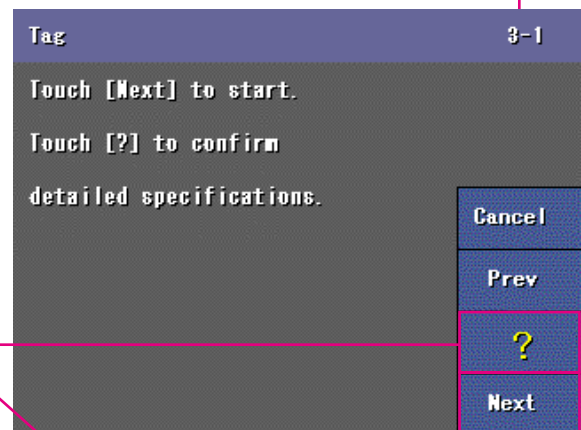 Tag 3-1
Touch [Next] to start.
Touch [?] to confirm
detailed specifications.
Cancel
Prev
?
Next